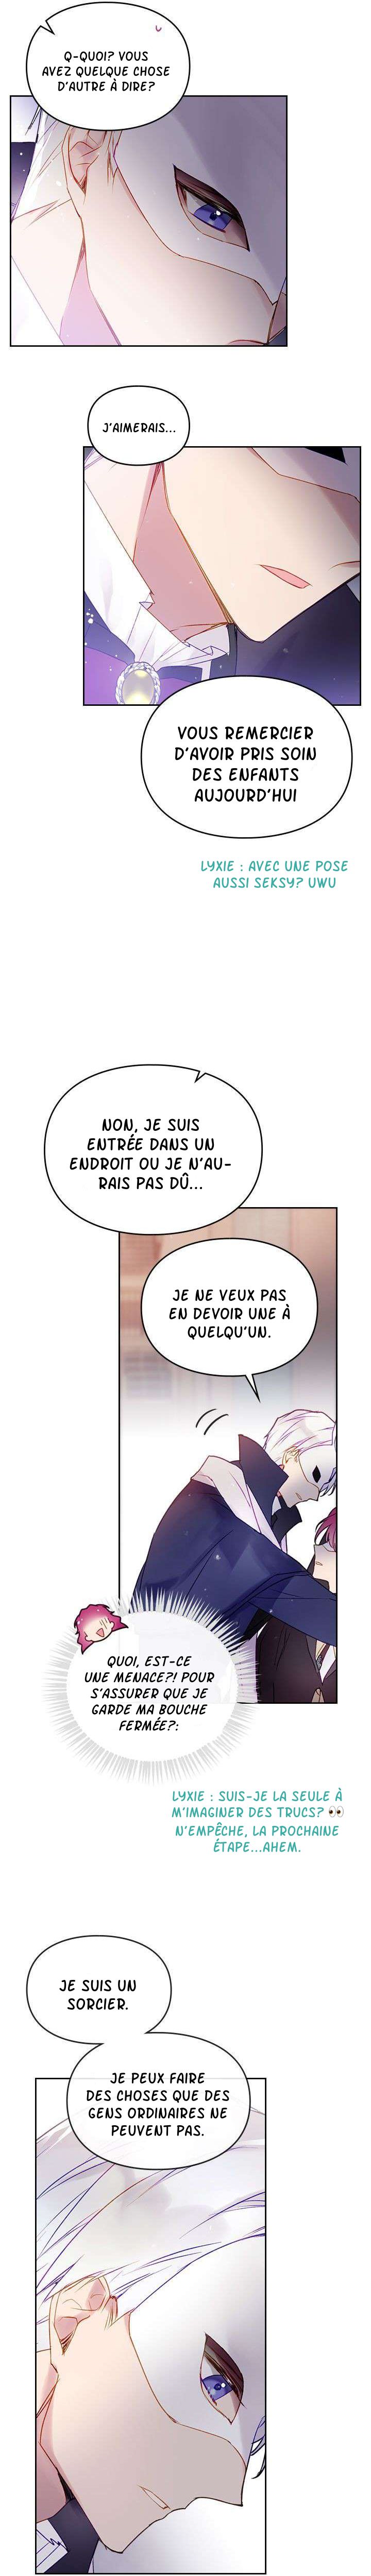 Q-QUOI? VOUS
AVEZ QUELQUE CHOSE
D'AUTRE À DIRE?
J'AIMERAIS...
VOUS REMERCIER
D'AVOIR PRIS SOIN
DES ENFANTS
AUJOURD'HUI
LYXIE : AVEC UNE POSE
AUSSI SEKSY? UWU
NON, JE SUIS
ENTRÉE DANS UN
ENDROIT OU JE N'AU-
RAIS PAS DÛ...
JE NE VEUX PAS
EN DEVOIR UNE À
QUELQU'UN.
QUOI, EST-CE
UNE MENACE?! POUR
S'ASSURER QUE JE
GARDE MA BOUCHE
FERMÉE?:
LYXIE : SUIS-JE LA SEULE À
M'IMAGINER DES TRUCS? 👀
N'EMPÊCHE, LA PROCHAINE
ÉTAPE...AHEM.
JE SUIS UN
SORCIER.
JE PEUX FAIRE
DES CHOSES QUE DES
GENS ORDINAIRES NE
PEUVENT PAS.